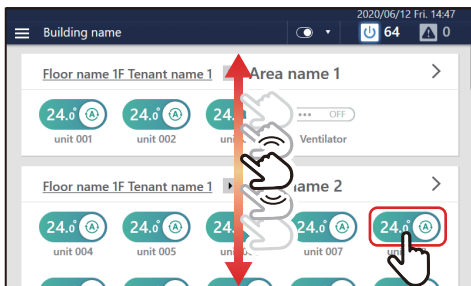 2020/06/12 Fri. 14:47
Building name 64 0
Floor name 1F Tenant name 1 Area name 1
24.0° A 24.0° A 24. ••• OFF
unit 001 unit 002 Ventilator
Floor name 1F Tenant name 1 name 2
24.0° A 24.0° A 24. 24.0° A 24.0° A
unit 004 unit 005 unit 007